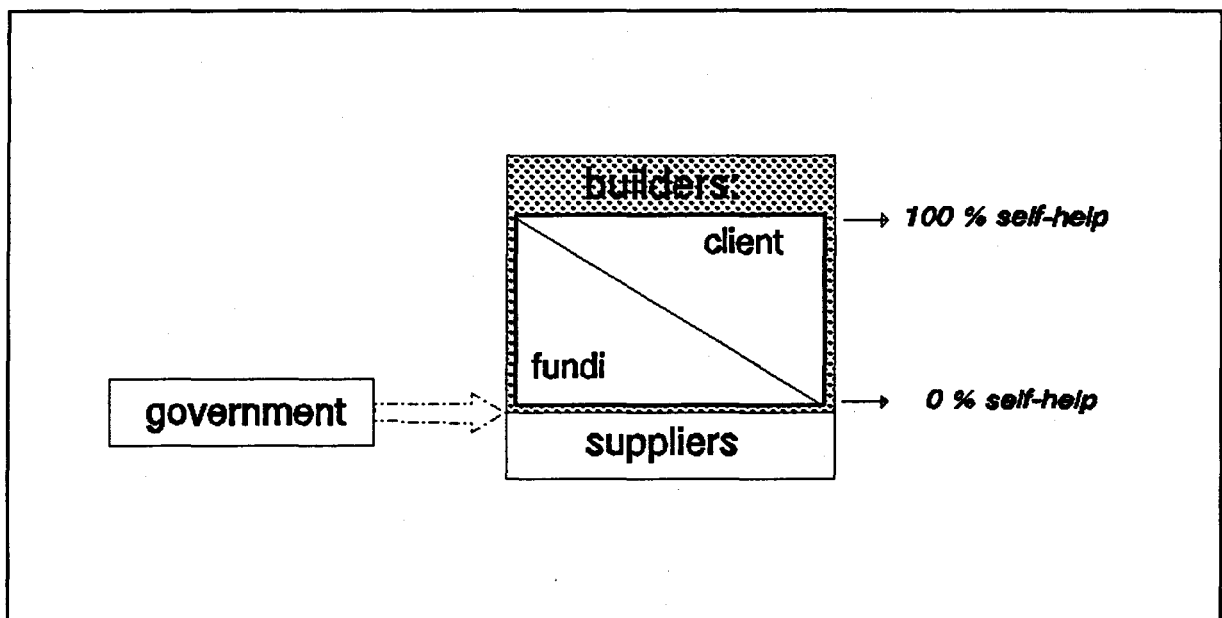 builders:
client
100 % self-help
fundi
government
0 % self-help
suppliers